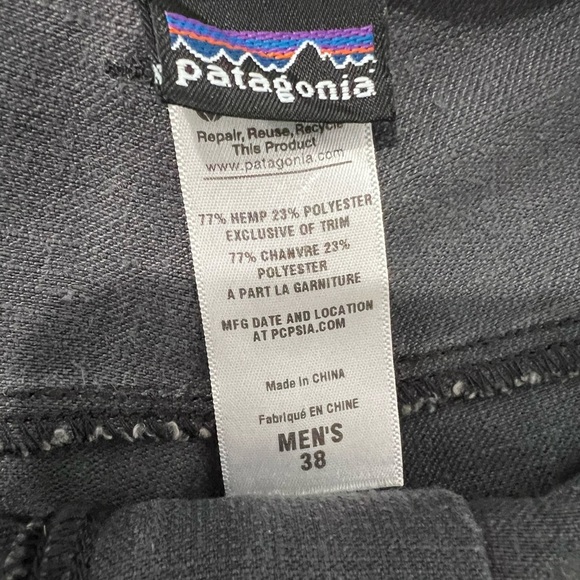 patagonia
Repair, Reuse, Recycle
This Product
www.patagonia.com
77% HEMP 23% POLYESTER
EXCLUSIVE OF TRIM
77% CHANVRE 23%
POLYESTER
A PART LA GARNITURE
MFG DATE AND LOCATION
AT PCPSIA.COM
Made in CHINA
Fabriqué EN CHINE
MEN'S
38